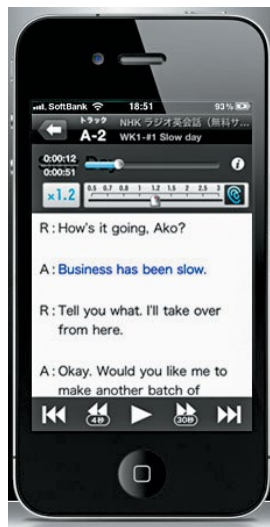 SoftBank 18:51 93%
トラック NHK ラジオ英会話(無料サ...
A-2 WK1-#1 Slow day
0:00:12
0:00:51
×1.2 0.5 0.7 0.8 1 1.2 1.5 2 2.5 3
R : How's it going, Ako?
A : Business has been slow.
R : Tell you what. I'll take over
from here.
A : Okay. Would you like me to
make another batch of
4秒 30秒